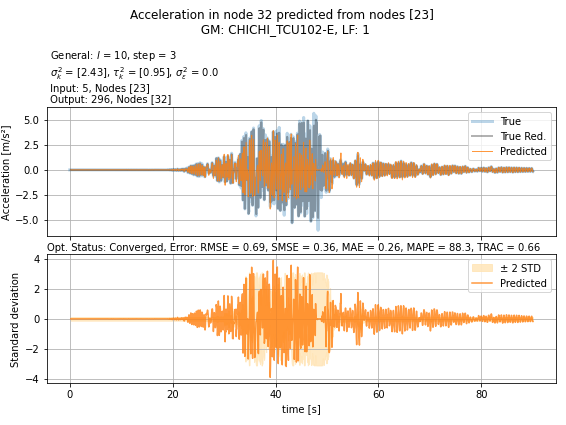 Acceleration in node 32 predicted from nodes [23]
GM: CHICHI_TCU102-E, LF: 1
General: l = 10, step = 3
σ²ₖ = [2.43], τ²ₖ = [0.95], σ²ε = 0.0
Input: 5, Nodes [23]
Output: 296, Nodes [32]
Acceleration [m/s²]
5.0
2.5
0.0
−2.5
−5.0
True
True Red.
Predicted
Opt. Status: Converged, Error: RMSE = 0.69, SMSE = 0.36, MAE = 0.26, MAPE = 88.3, TRAC = 0.66
Standard deviation
4
2
0
−2
−4
± 2 STD
Predicted
0 20 40 60 80
time [s]